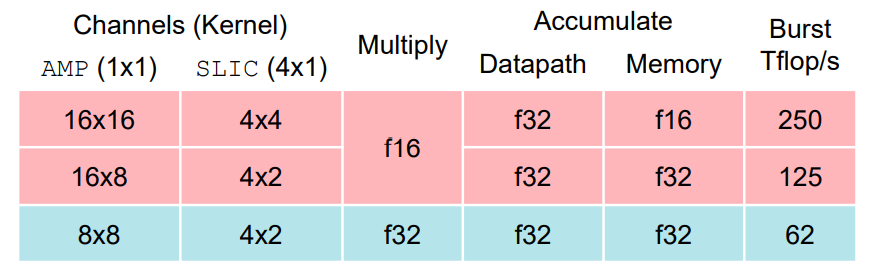 Channels (Kernel) Multiply Accumulate Burst Tflop/s
AMP (1x1) SLIC (4x1) Datapath Memory
16x16 4x4 f16 f32 f16 250
16x8 4x2 f32 f32 125
8x8 4x2 f32 f32 f32 62